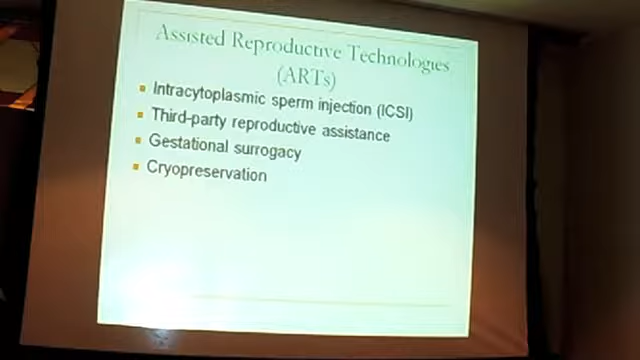 Assisted Reproductive Technologies
(ARTs)
Intracytoplasmic sperm injection (ICSI)
Third-party reproductive assistance
Gestational surrogacy
Cryopreservation